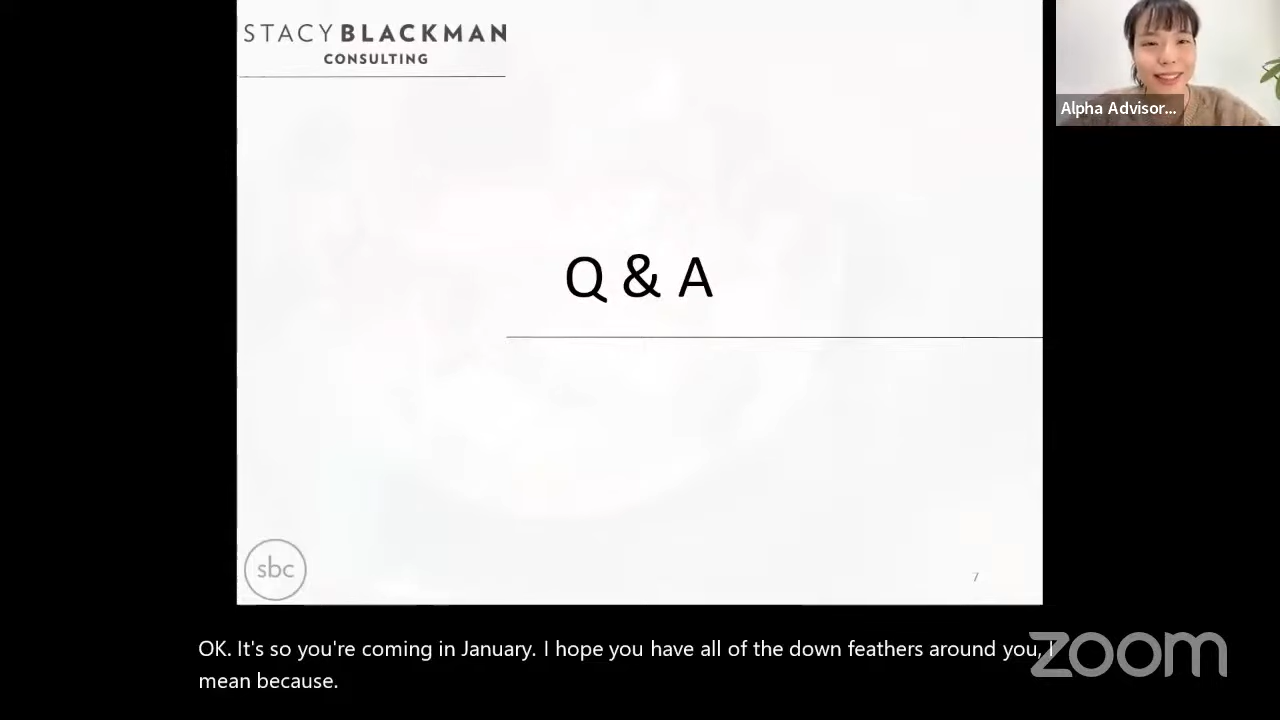 STACY BLACKMAN
CONSULTING
Alpha Advisor...
Q & A
sbc
7
OK. It's so you're coming in January. I hope you have all of the down feathers around you, I
mean because.
zoom